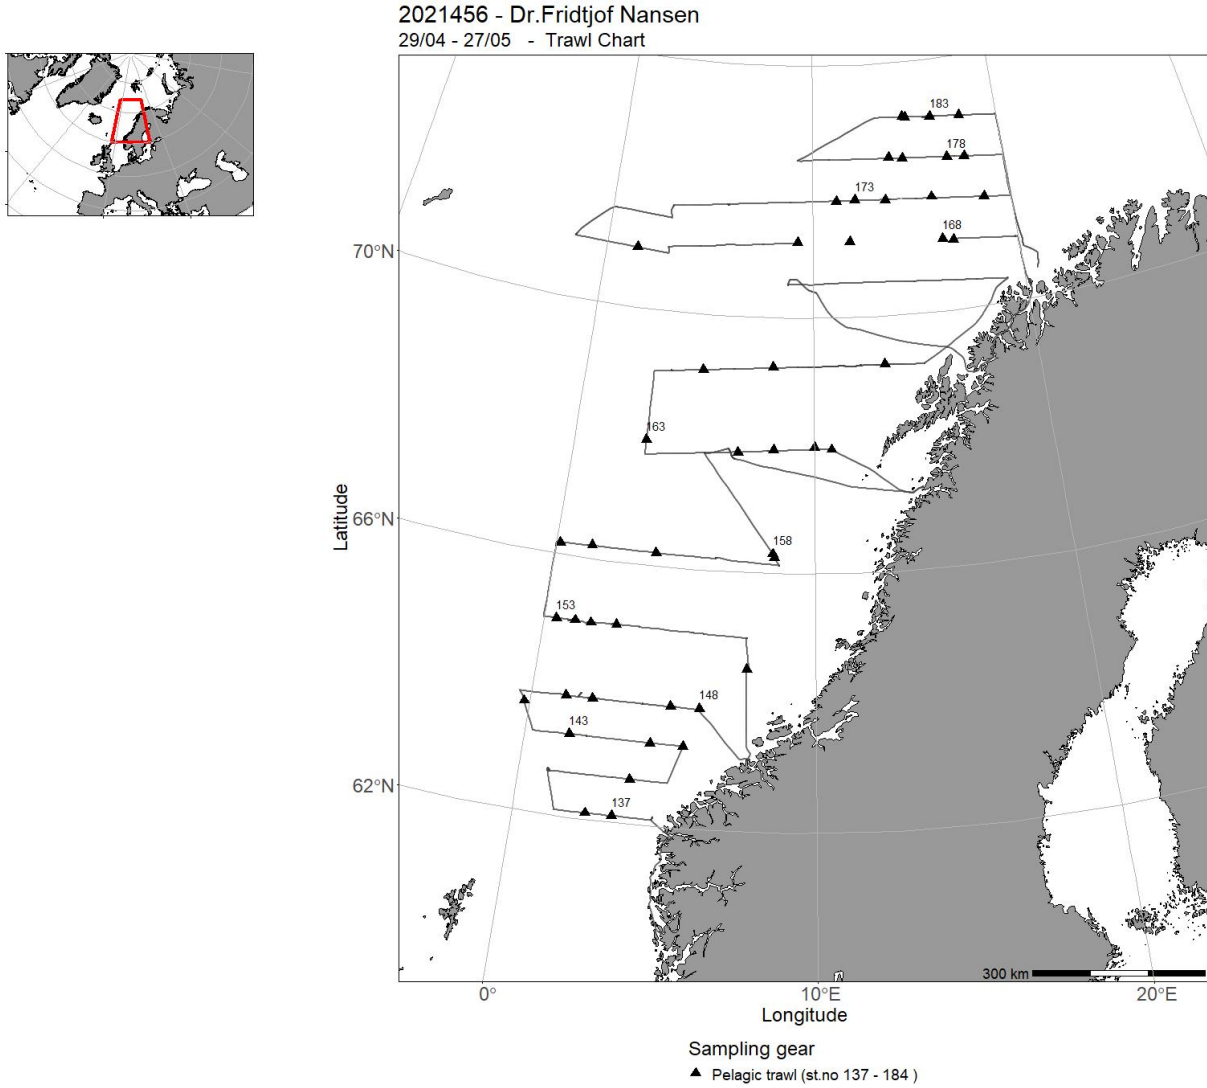 2021456 - Dr.Fridtjof Nansen
29/04 - 27/05 - Trawl Chart
183
178
173
168
70°N
163
Latitude
66°N
158
153
148
143
62°N
137
300 km
0°
10°E
20°E
Longitude
Sampling gear
Pelagic trawl (st.no 137 - 184 )